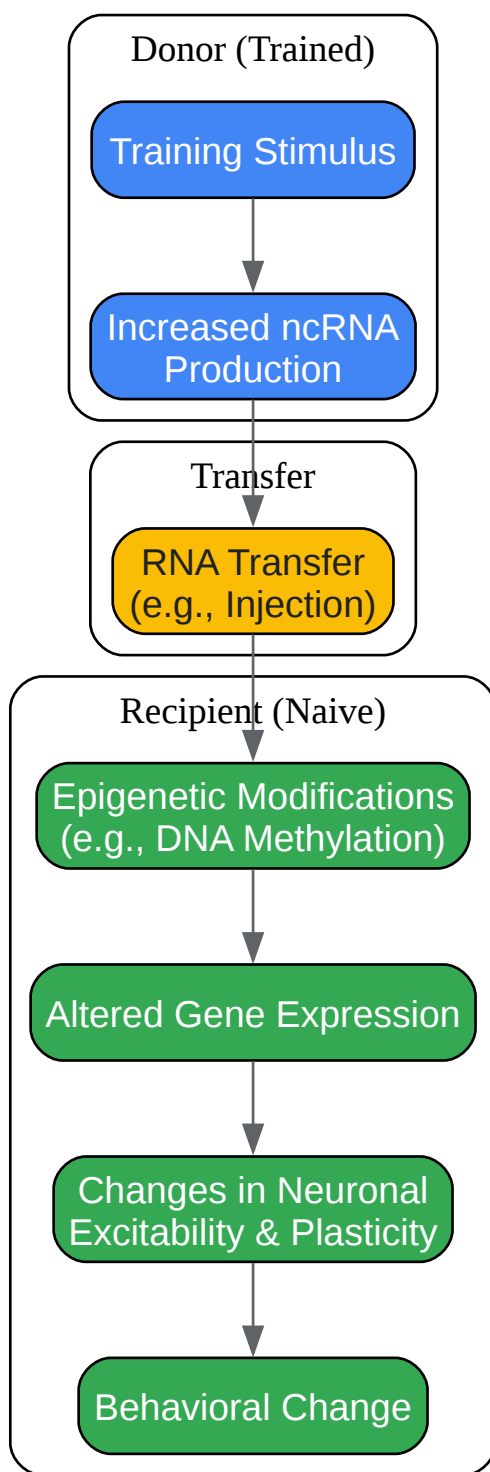 Donor (Trained)
Training Stimulus
Increased ncRNA
Production
Transfer
RNA Transfer
(e.g., Injection)
Recipient (Naive)
Epigenetic Modifications
(e.g., DNA Methylation)
Altered Gene Expression
Changes in Neuronal
Excitability & Plasticity
Behavioral Change